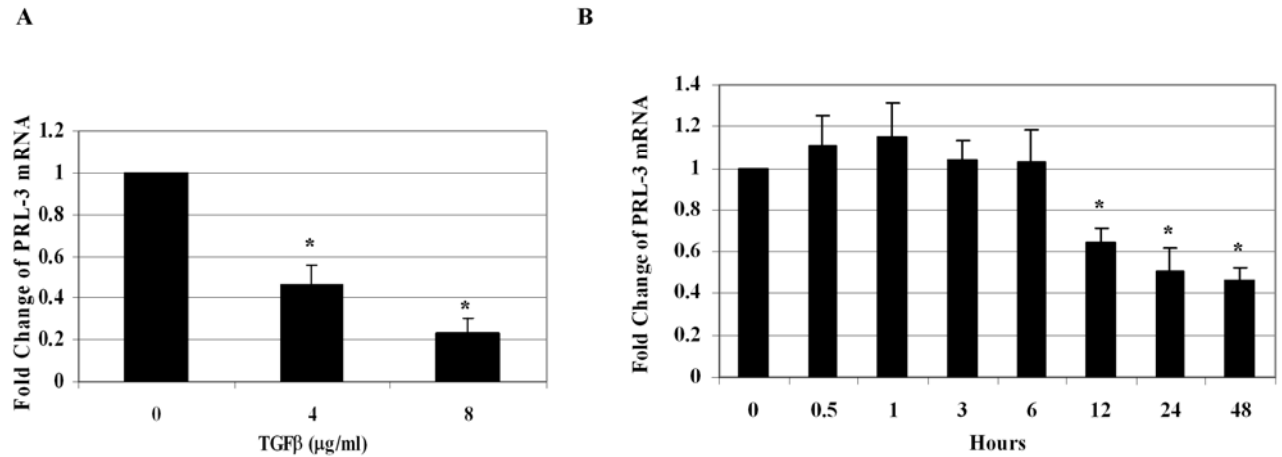 A
Fold Change of PRL-3 mRNA
1.2
1
0.8
0.6
0.4
0.2
0
*
*
0 4 8
TGFβ (μg/ml)
B
Fold Change of PRL-3 mRNA
1.4
1.2
1
0.8
0.6
0.4
0.2
0
*
*
*
0 0.5 1 3 6 12 24 48
Hours